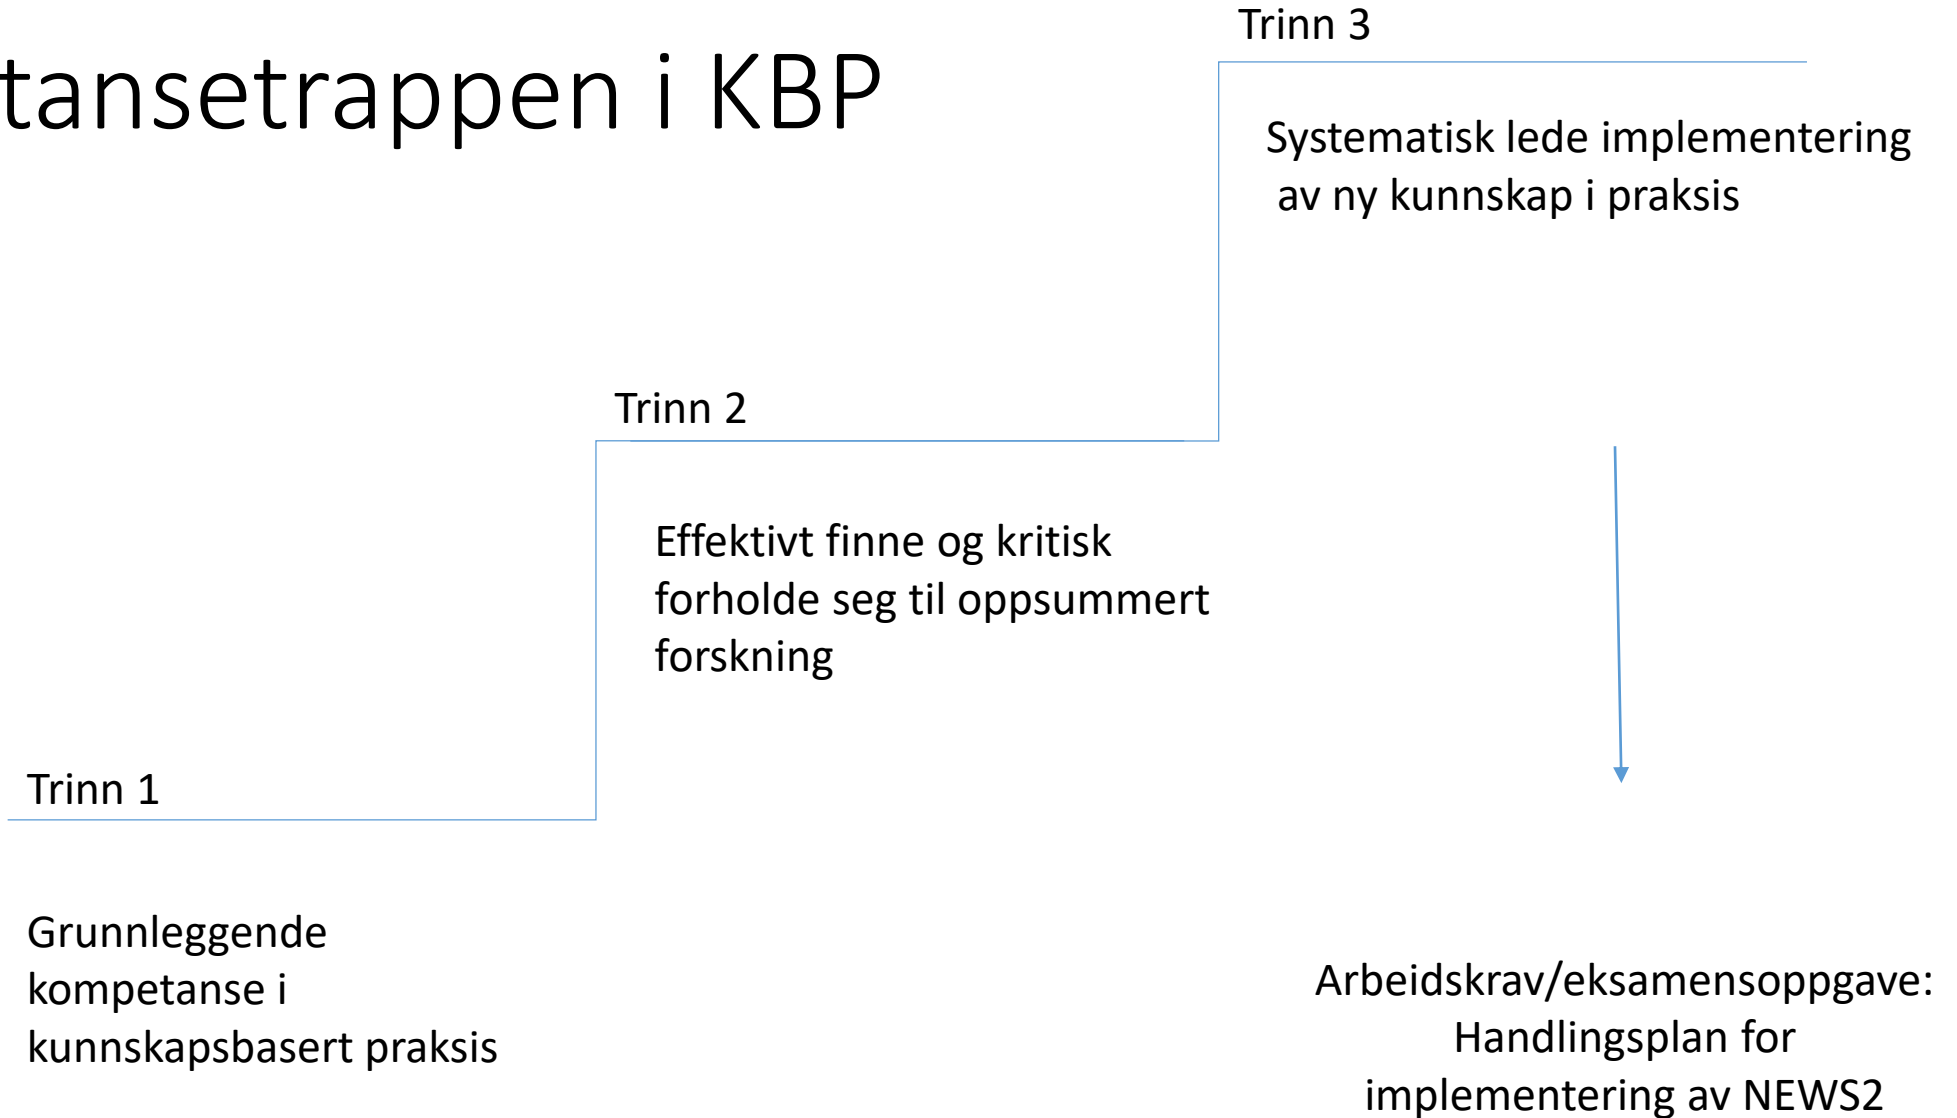 tansetrappen i KBP
Trinn 3
Systematisk lede implementering
av ny kunnskap i praksis
Trinn 2
Effektivt finne og kritisk
forholde seg til oppsummert
forskning
Trinn 1
Grunnleggende
kompetanse i
kunnskapsbasert praksis
Arbeidskrav/eksamensoppgave:
Handlingsplan for
implementering av NEWS2